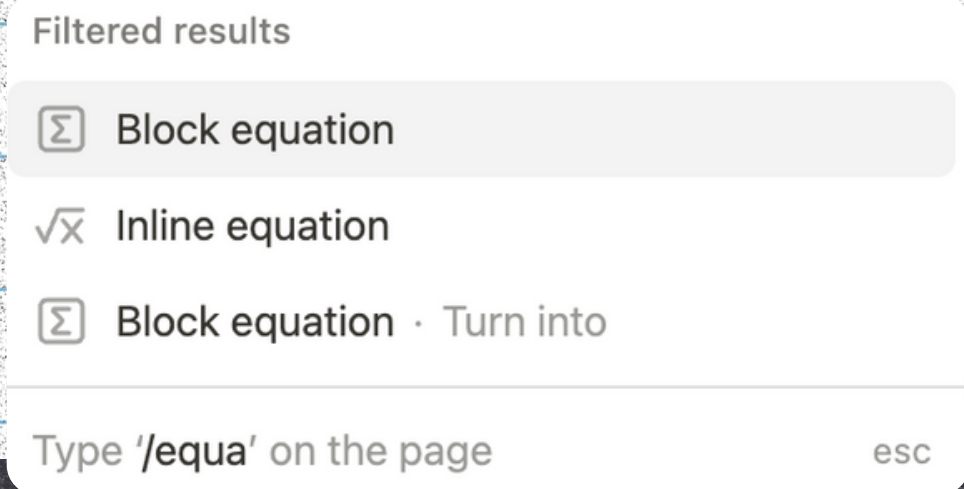 Filtered results
Block equation
Inline equation
Block equation · Turn into
Type ‘/equa’ on the page esc